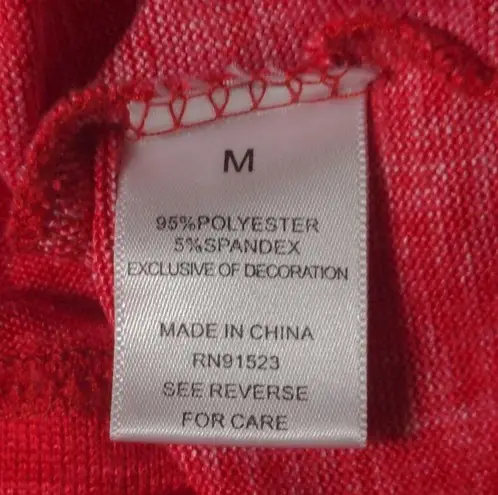 M
95%POLYESTER
5%SPANDEX
EXCLUSIVE OF DECORATION
MADE IN CHINA
RN91523
SEE REVERSE
FOR CARE